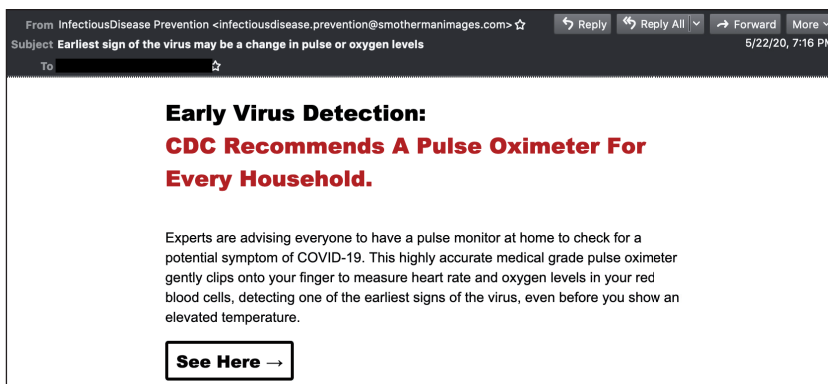 From InfectiousDisease Prevention <infectiousdisease.prevention@smothermanimages.com> ☆ Reply Reply All Forward More
Subject Earliest sign of the virus may be a change in pulse or oxygen levels 5/22/20, 7:16 PM
To
Early Virus Detection:
CDC Recommends A Pulse Oximeter For
Every Household.
Experts are advising everyone to have a pulse monitor at home to check for a
potential symptom of COVID-19. This highly accurate medical grade pulse oximeter
gently clips onto your finger to measure heart rate and oxygen levels in your red
blood cells, detecting one of the earliest signs of the virus, even before you show an
elevated temperature.
See Here →